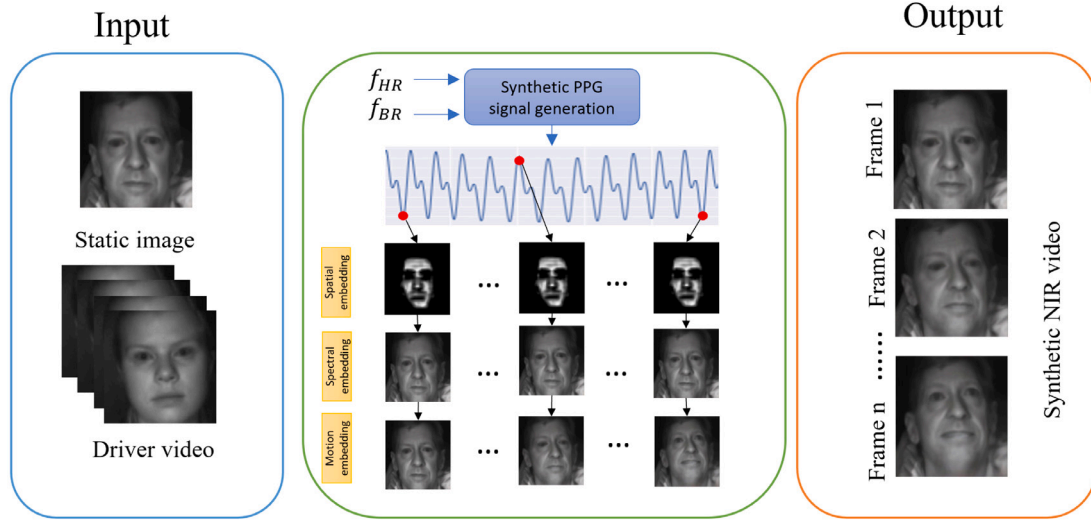 Input
Static image
Driver video
f_HR
f_BR
Synthetic PPG
signal generation
Spatial
embedding
...
...
Spectral
embedding
...
...
Motion
embedding
...
...
Output
Frame 1
Frame 2
......
Frame n
Synthetic NIR video